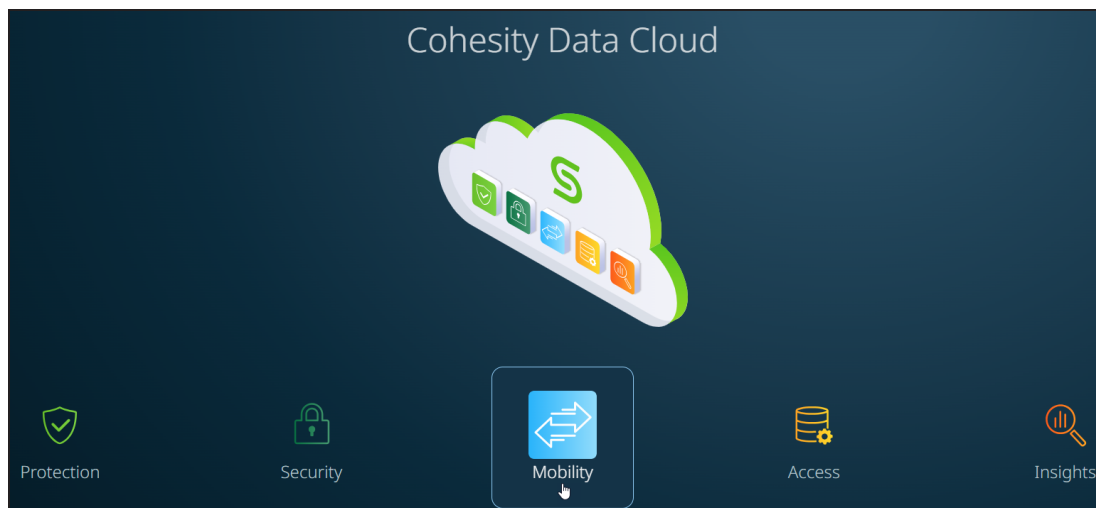 Cohesity Data Cloud
Protection
Security
Mobility
Access
Insights